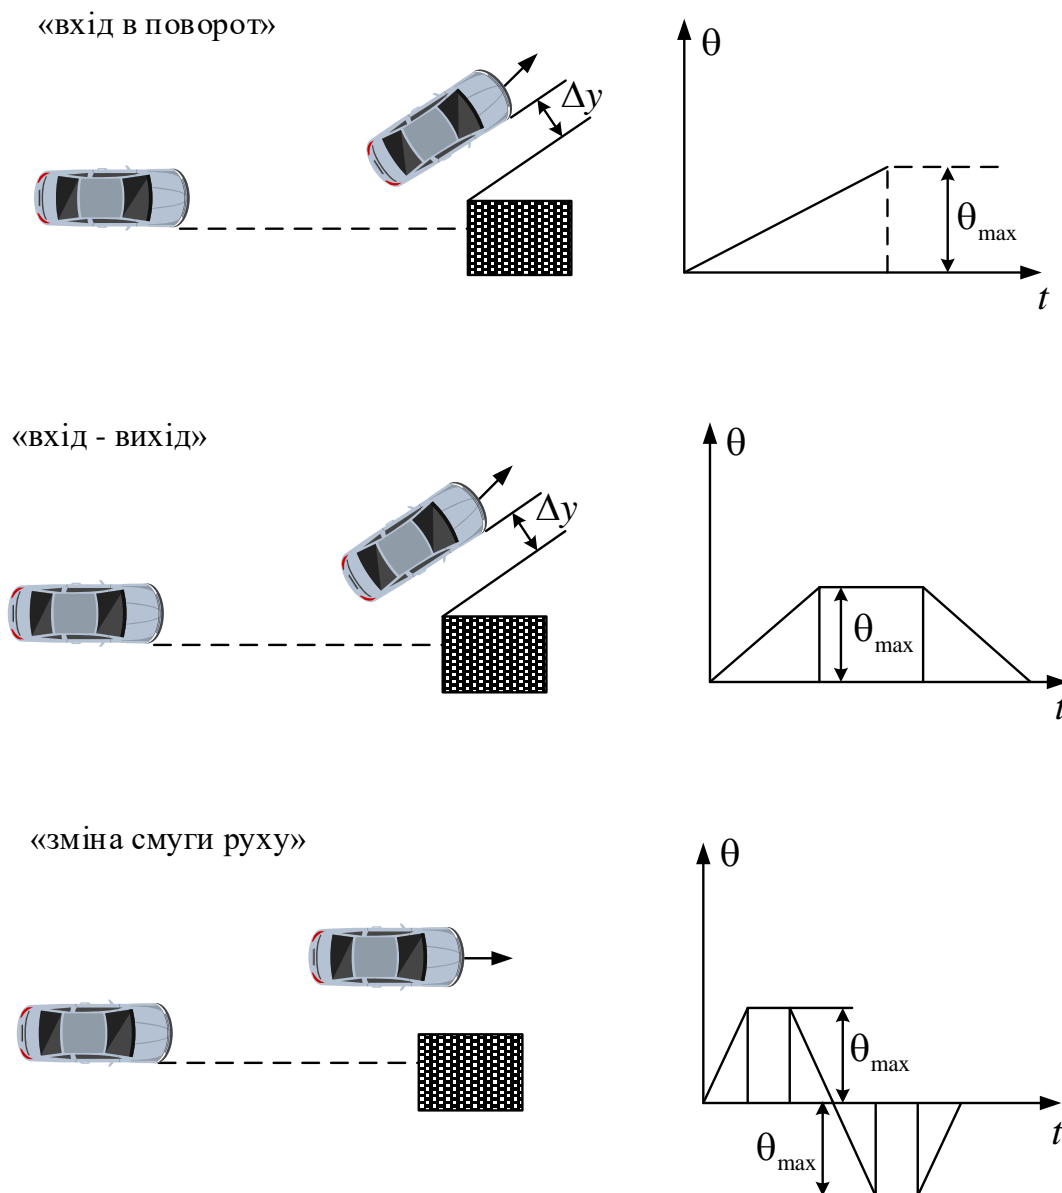 «вхід в поворот»
θ
Δy
θmax
t
«вхід - вихід»
θ
Δy
θmax
t
«зміна смуги руху»
θ
θmax
t
θmax